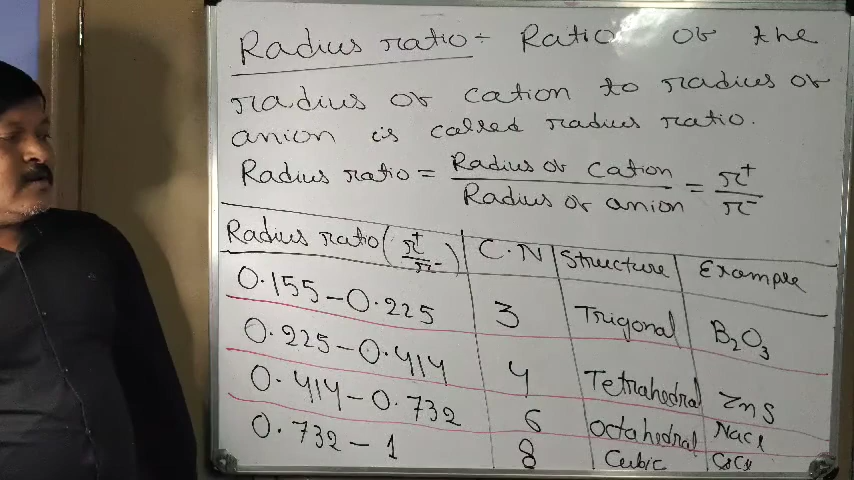 Radius ratio - Ratio of the
radius of cation to radius of
anion is called radius ratio.
Radius ratio = Radius of cation / Radius of anion = r⁺ / r⁻
Radius ratio (r⁺/r⁻) C.N Structure Example
0.155 - 0.225 3 Trigonal B₂O₃
0.225 - 0.414 4 Tetrahedral ZnS
0.414 - 0.732 6 Octahedral NaCl
0.732 - 1 8 Cubic CsCl